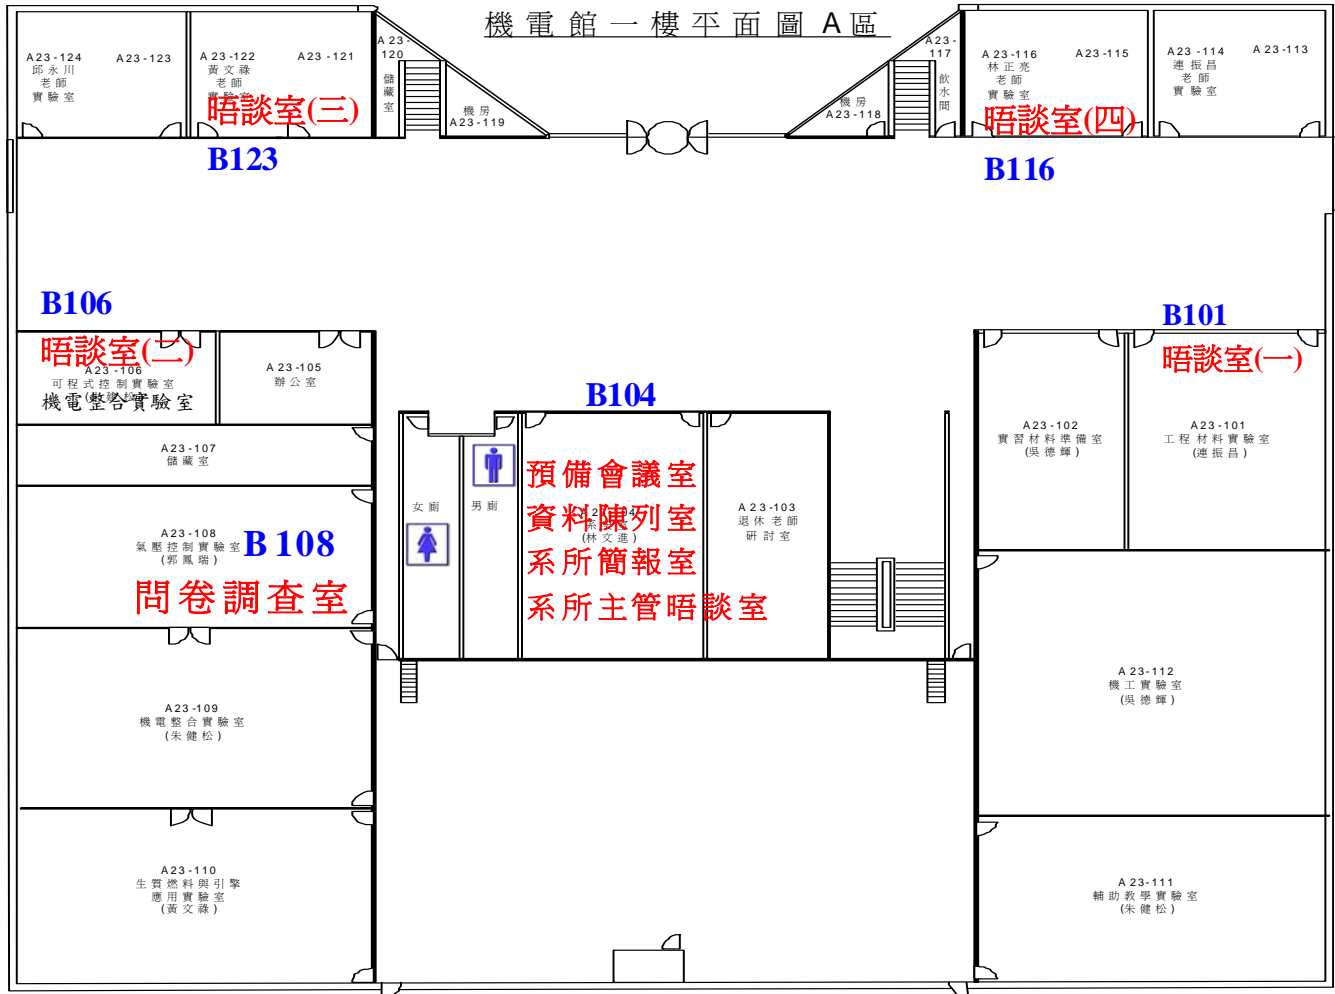 機電館一樓平面圖 A區
A23-124
邱永川
老師
實驗室
A23-123
A23-122
黃文祿
老師
A23-121
晤談室(三)
B123
A23-
120
儲藏室
機房
A23-119
機房
A23-118
A23-
117
飲水間
A23-116
林正亮
老師
實驗室
A23-115
晤談室(四)
B116
A23-114
連振昌
老師
實驗室
A23-113
B106
晤談室(二)
A23-106
可程式控制實驗室
機電整合實驗室
A23-105
辦公室
B104
B101
晤談室(一)
A23-102
實習材料準備室
(吳德輝)
A23-101
工程材料實驗室
(連振昌)
A23-107
儲藏室
女廁
男廁
預備會議室
資料陳列室
(林文進)
系所簡報室
系所主管晤談室
A23-103
退休老師
研討室
A23-108
氣壓控制實驗室
(郭鳳瑞)
B108
問卷調查室
A23-109
機電整合實驗室
(朱健松)
A23-112
機工實驗室
(吳德輝)
A23-110
生質燃料與引擎
應用實驗室
(黃文祿)
A23-111
輔助教學實驗室
(朱健松)